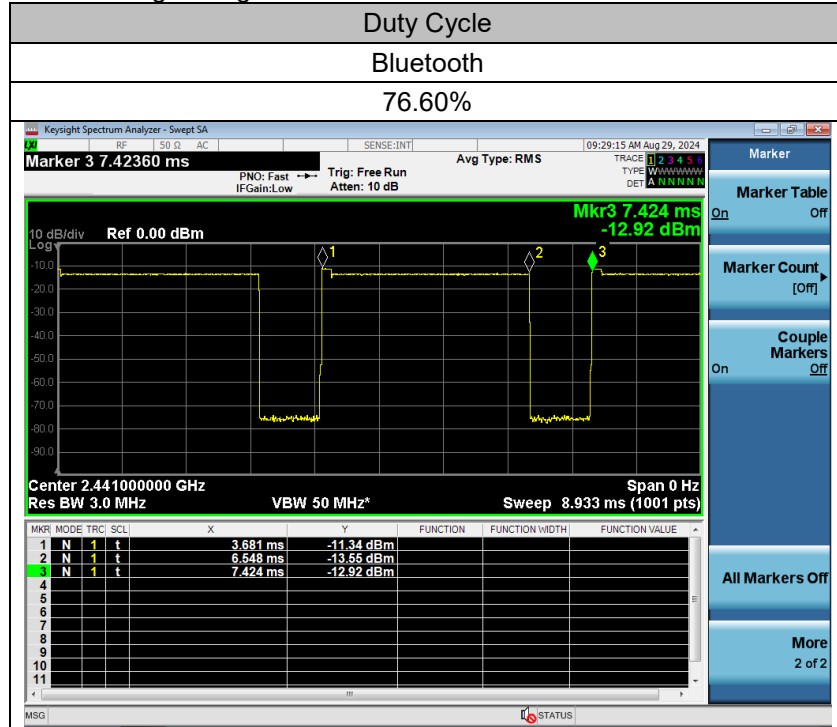 Duty Cycle
Bluetooth
76.60%
Keysight Spectrum Analyzer - Swept SA
LXI RF 50 Ω AC SENSE:INT 09:29:15 AM Aug 29, 2024
Marker 3 7.42360 ms
PNO: Fast
IFGain:Low
Trig: Free Run
Atten: 10 dB
Avg Type: RMS
TRACE 1 2 3 4 5 6
TYPE WWWWWW
DET A N N N N N
Mkr3 7.424 ms
-12.92 dBm
10 dB/div Ref 0.00 dBm
Log
1
2
3
-10.0
-20.0
-30.0
-40.0
-50.0
-60.0
-70.0
-80.0
-90.0
Center 2.441000000 GHz Span 0 Hz
Res BW 3.0 MHz VBW 50 MHz* Sweep 8.933 ms (1001 pts)
MKR MODE TRC SCL X Y FUNCTION FUNCTION WIDTH FUNCTION VALUE
1 N 1 t 3.681 ms -11.34 dBm
2 N 1 t 6.548 ms -13.55 dBm
3 N 1 t 7.424 ms -12.92 dBm
4
5
6
7
8
9
10
11
MSG STATUS
Marker
Marker Table
On Off
Marker Count
[Off]
Couple
Markers
On Off
All Markers Off
More
2 of 2